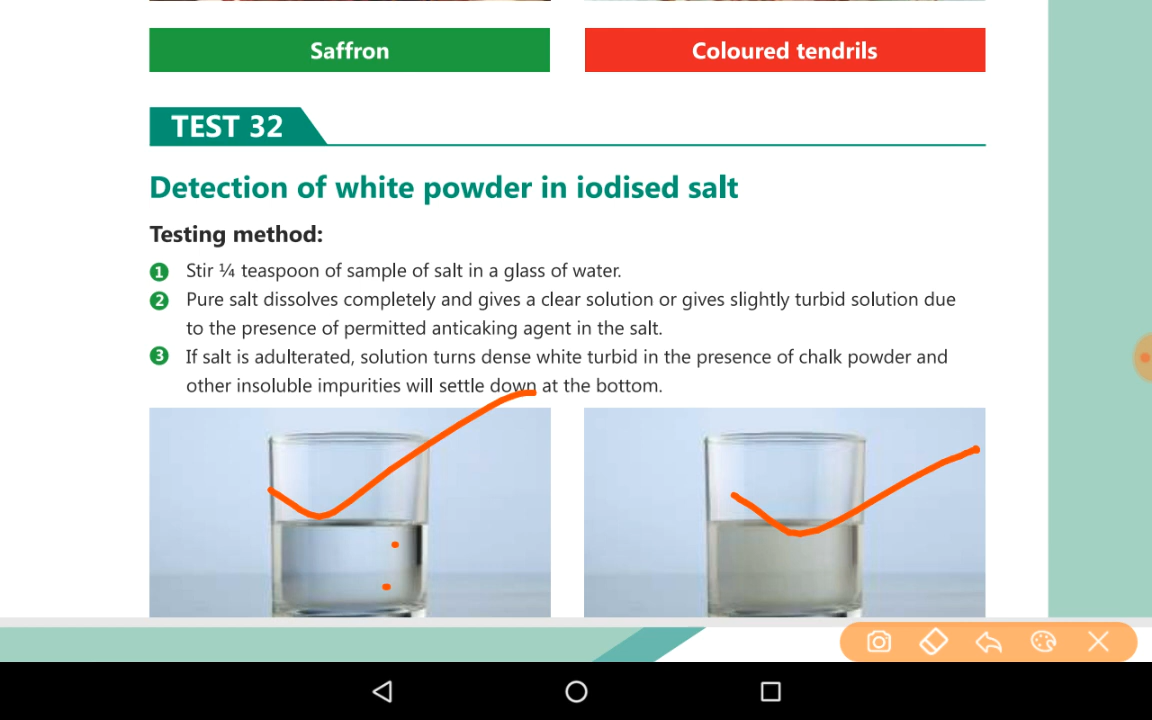 Saffron
Coloured tendrils
TEST 32
Detection of white powder in iodised salt
Testing method:
1 Stir ¼ teaspoon of sample of salt in a glass of water.
2 Pure salt dissolves completely and gives a clear solution or gives slightly turbid solution due
to the presence of permitted anticaking agent in the salt.
3 If salt is adulterated, solution turns dense white turbid in the presence of chalk powder and
other insoluble impurities will settle down at the bottom.